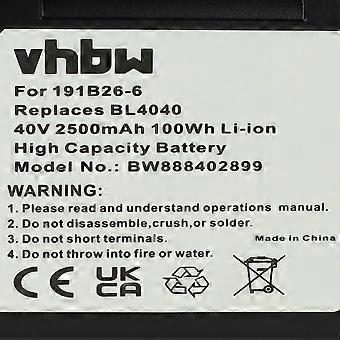 vhbw
For 191B26-6
Replaces BL4040
40V 2500mAh 100Wh Li-ion
High Capacity Battery
Model No.: BW888402899
WARNING:
1. Please read and understand operations manual.
2. Do not disassemble,crush,or solder
3. Do not short terminals.
Made in China
4. Do not throw into fire or water.
CE UK CA